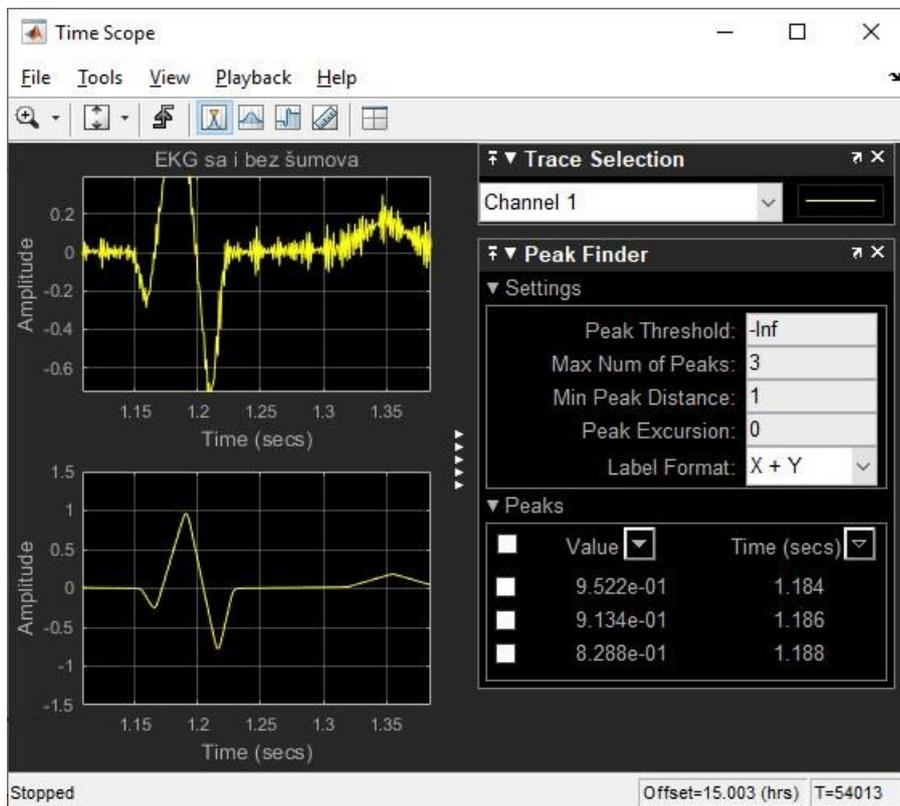 Time Scope
File Tools View Playback Help
EKG sa i bez šumova
0.2
0
-0.2
-0.4
-0.6
Amplitude
1.15 1.2 1.25 1.3 1.35
Time (secs)
1.5
1
0.5
0
-0.5
-1
-1.5
Amplitude
1.15 1.2 1.25 1.3 1.35
Time (secs)
Trace Selection
Channel 1
Peak Finder
Settings
Peak Threshold: -Inf
Max Num of Peaks: 3
Min Peak Distance: 1
Peak Excursion: 0
Label Format: X + Y
Peaks
Value Time (secs)
9.522e-01 1.184
9.134e-01 1.186
8.288e-01 1.188
Stopped
Offset=15.003 (hrs) T=54013